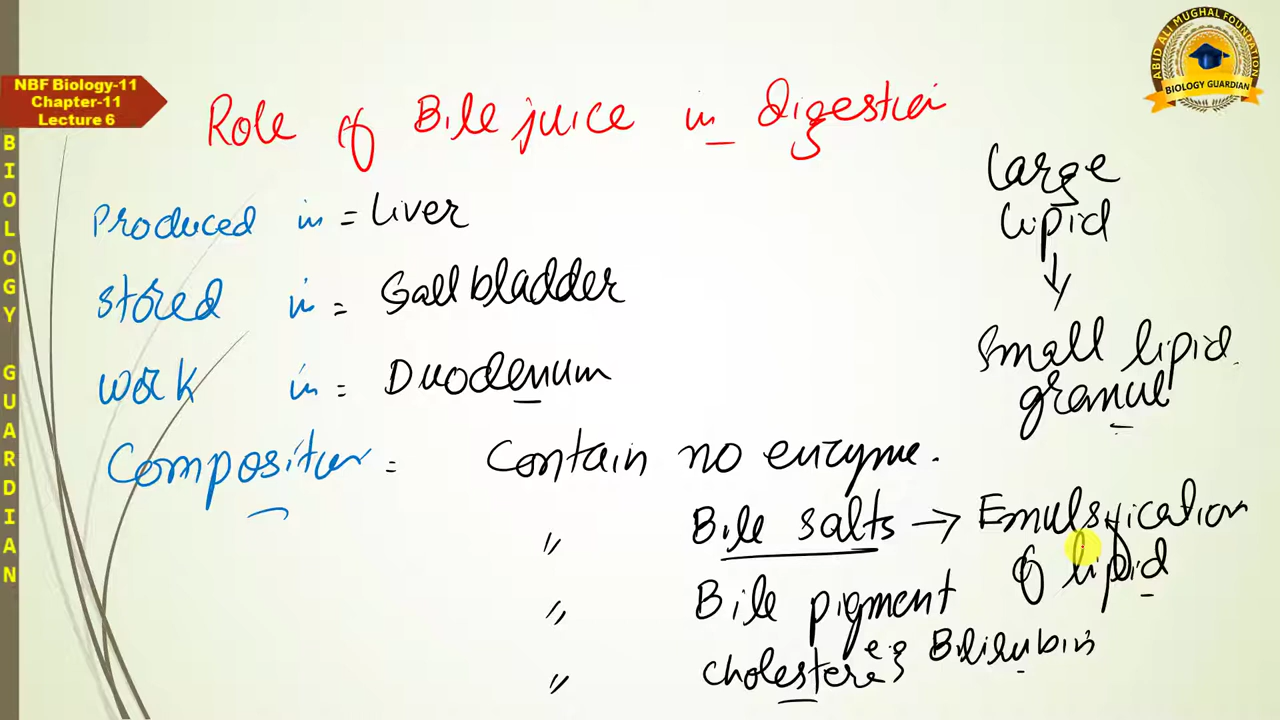 NBF Biology-11
Chapter-11
Lecture 6
BIOLOGY GUARDIAN
ABID ALI MUGHAL FOUNDATION
BIOLOGY GUARDIAN
Role of Bile juice in digestion
Produced in = Liver
stored in = Gall bladder
work in = Duodenum
Composition = Contain no enzyme.
" Bile salts → Emulsification
of lipid
" Bile pigment
e.g Bilirubin
" cholesterol
Large
lipid
↓
Small lipid
granule